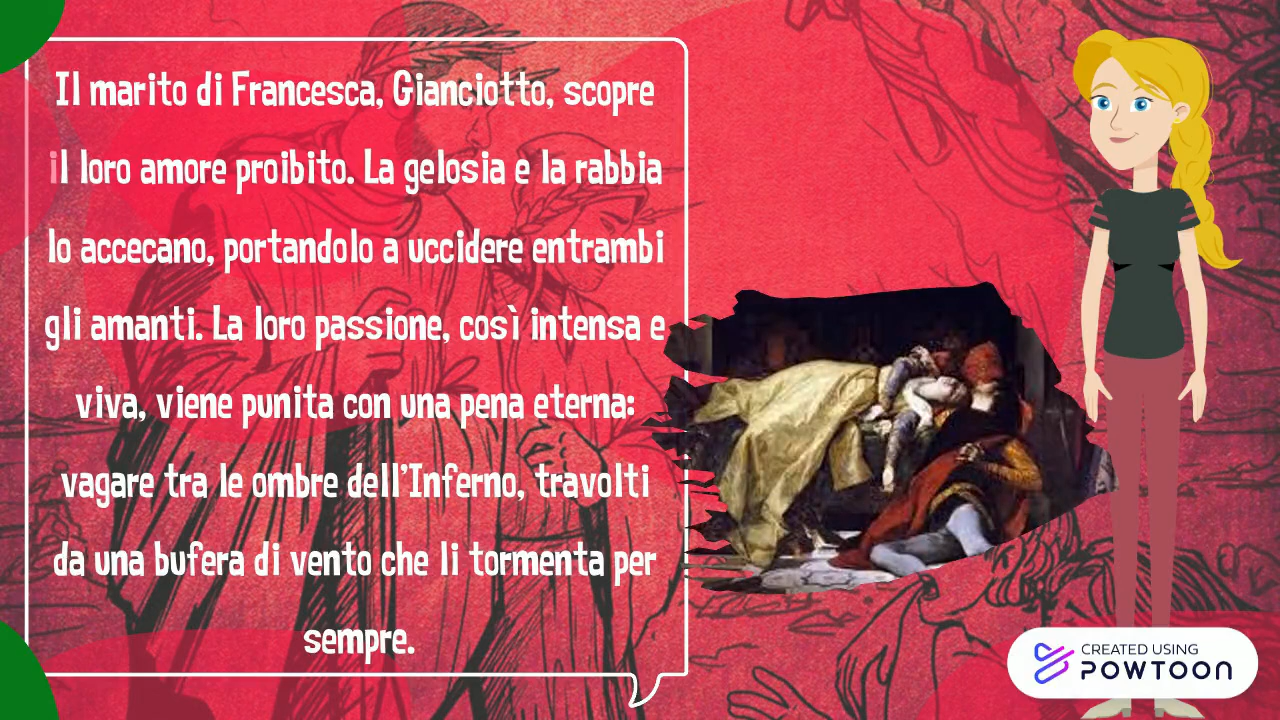 Il marito di Francesca, Gianciotto, scopre
il loro amore proibito. La gelosia e la rabbia
lo accecano, portandolo a uccidere entrambi
gli amanti. La loro passione, così intensa e
viva, viene punita con una pena eterna:
vagare tra le ombre dell'Inferno, travolti
da una bufera di vento che li tormenta per
sempre.
CREATED USING
POWTOON